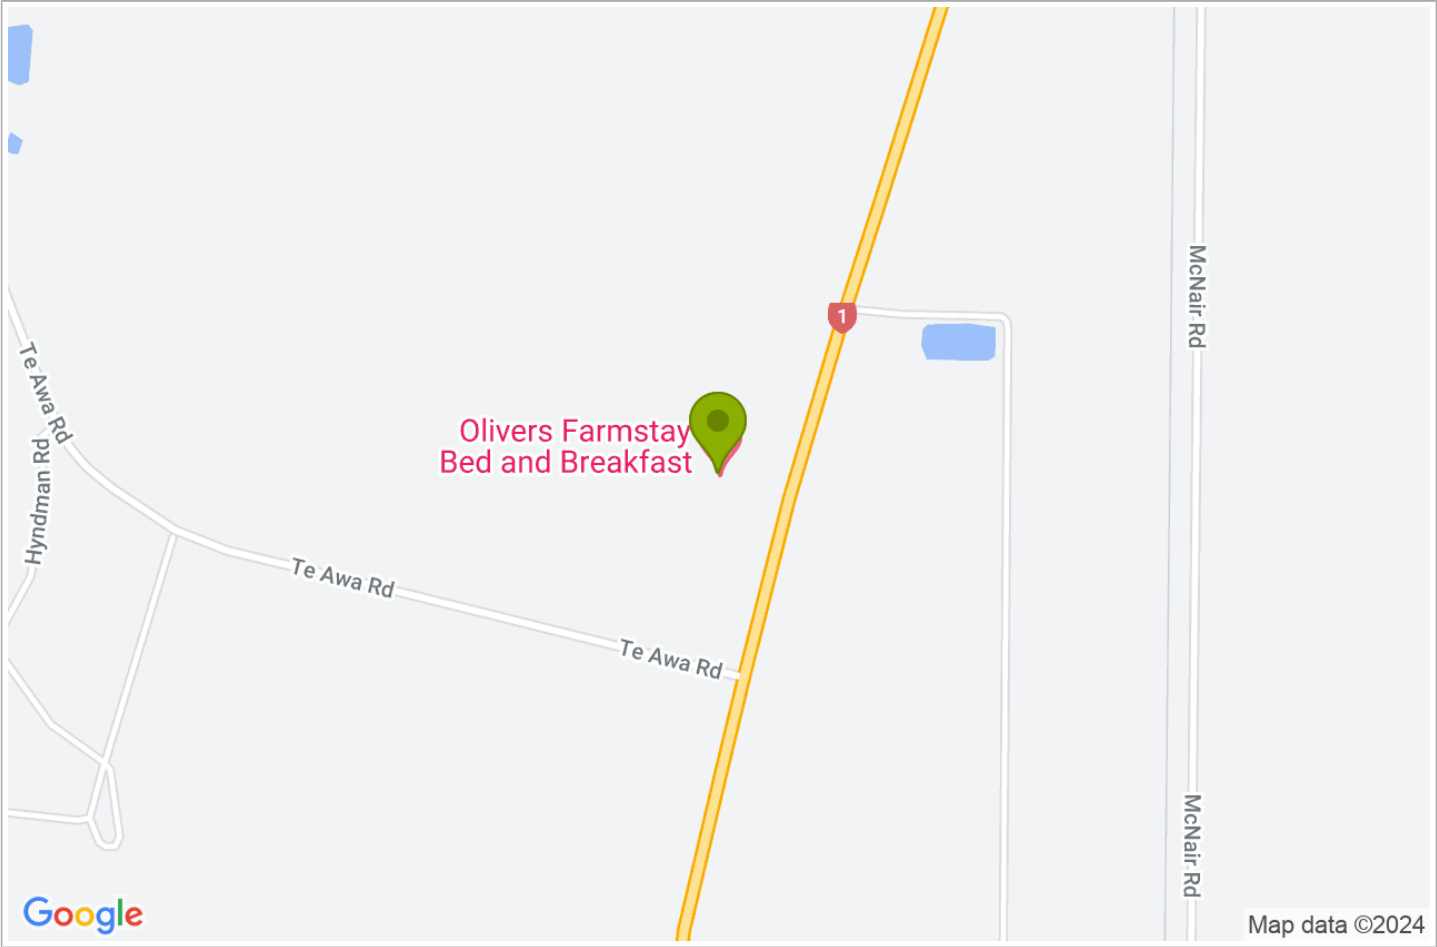 McNair Rd
1
Te Awa Rd
Olivers Farmstay
Bed and Breakfast
Hyndman Rd
Te Awa Rd
Te Awa Rd
McNair Rd
Google
Map data ©2024